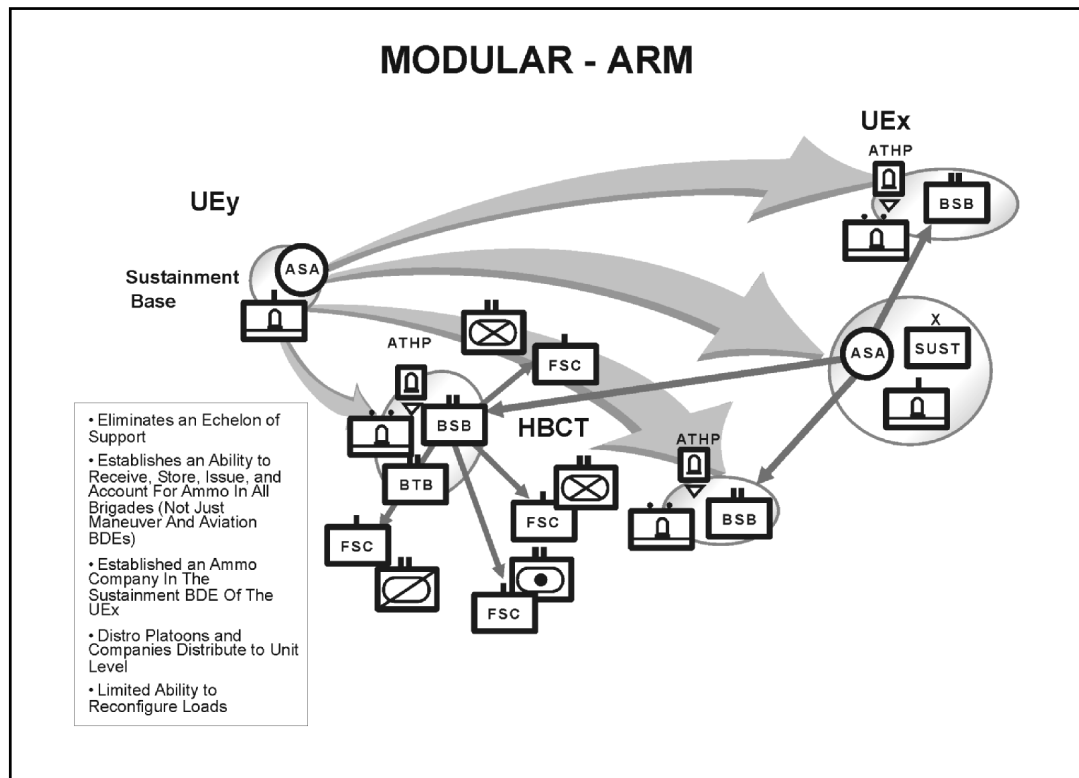 MODULAR - ARM
UEx
ATHP
BSB
UEy
ASA
Sustainment
Base
ATHP
FSC
X
SUST
ASA
BSB
HBCT
ATHP
BTB
FSC
BSB
FSC
FSC
• Eliminates an Echelon of
Support
• Establishes an Ability to
Receive, Store, Issue, and
Account For Ammo In All
Brigades (Not Just
Maneuver And Aviation
BDEs)
• Established an Ammo
Company In The
Sustainment BDE Of The
UEx
• Distro Platoons and
Companies Distribute to Unit
Level
• Limited Ability to
Reconfigure Loads